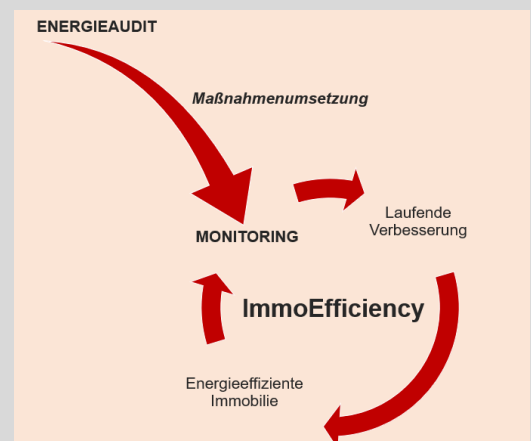 ENERGIEAUDIT
Maßnahmenumsetzung
Laufende
Verbesserung
MONITORING
ImmoEfficiency
Energieeffiziente
Immobilie